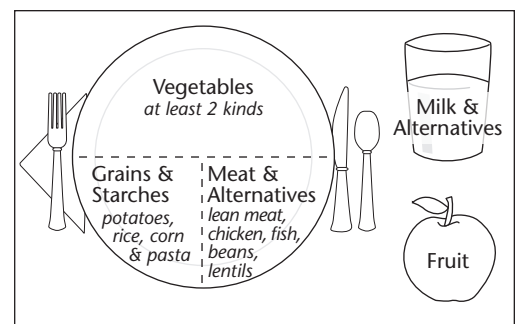 Vegetables
at least 2 kinds
Grains &
Starches
potatoes,
rice, corn
& pasta
Meat &
Alternatives
lean meat,
chicken, fish,
beans,
lentils
Milk &
Alternatives
Fruit